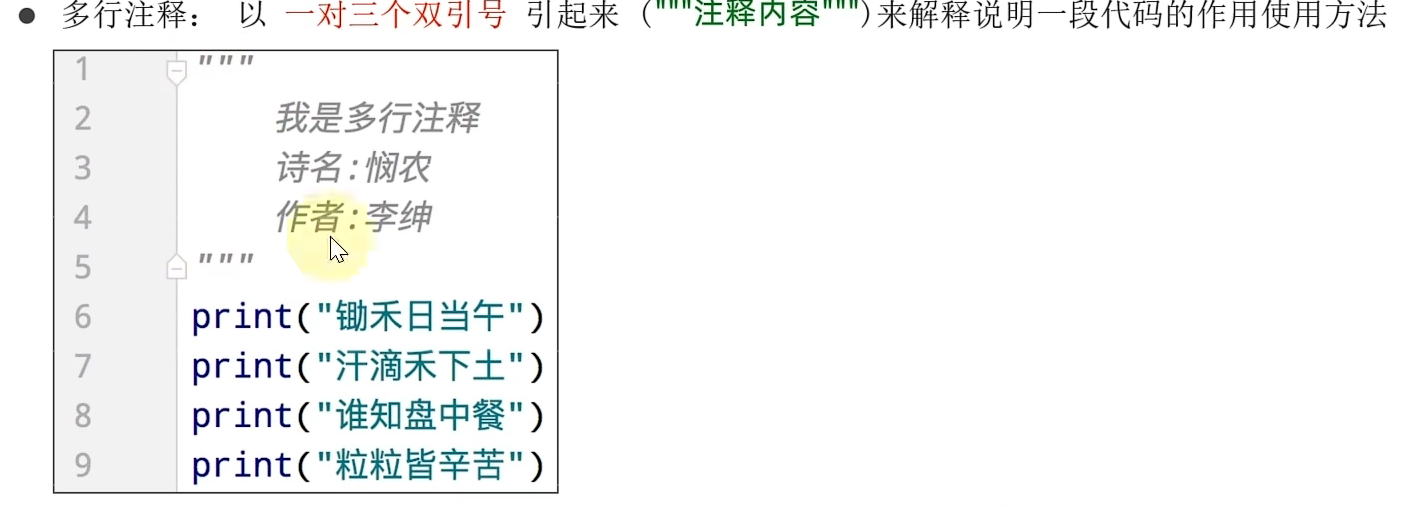 ● 多行注释： 以 一对三个双引号 引起来 ("""注释内容""")来解释说明一段代码的作用使用方法
1 """
2 我是多行注释
3 诗名:悯农
4 作者:李绅
5 """
6 print("锄禾日当午")
7 print("汗滴禾下土")
8 print("谁知盘中餐")
9 print("粒粒皆辛苦")